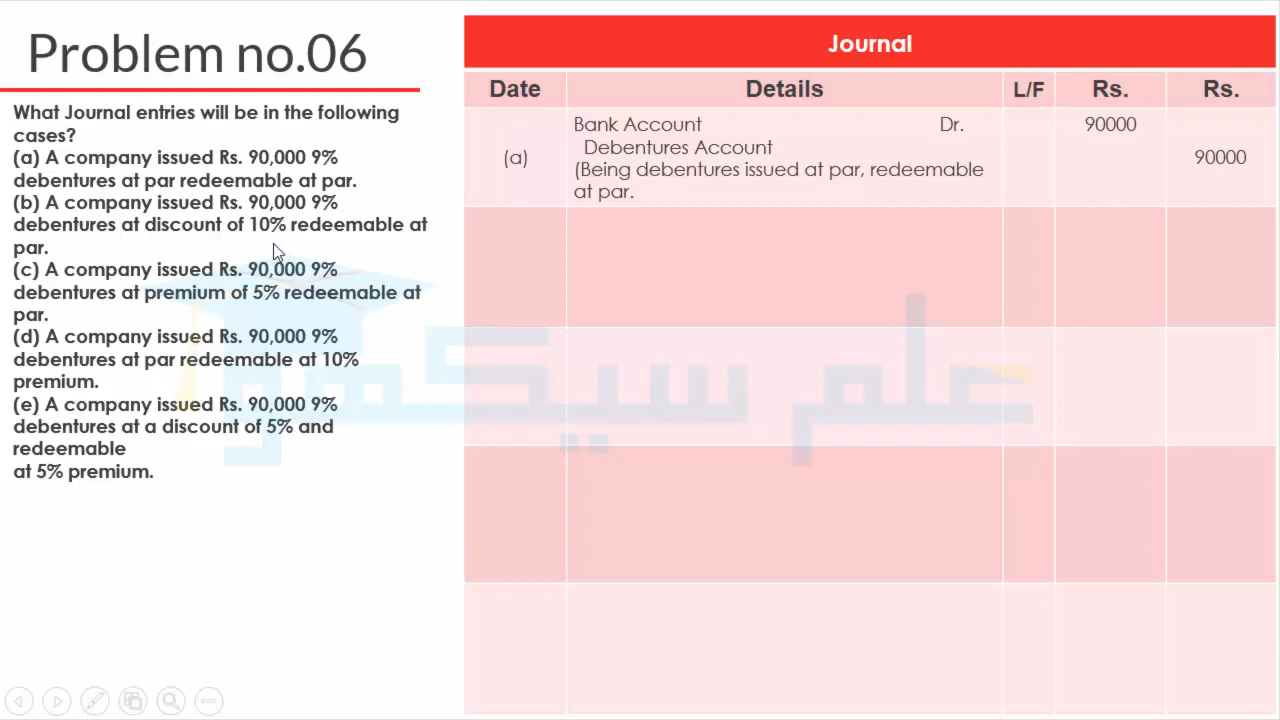 Problem no.06
What Journal entries will be in the following
cases?
(a) A company issued Rs. 90,000 9%
debentures at par redeemable at par.
(b) A company issued Rs. 90,000 9%
debentures at discount of 10% redeemable at
par.
(c) A company issued Rs. 90,000 9%
debentures at premium of 5% redeemable at
par.
(d) A company issued Rs. 90,000 9%
debentures at par redeemable at 10%
premium.
(e) A company issued Rs. 90,000 9%
debentures at a discount of 5% and
redeemable
at 5% premium.
Journal
Date Details L/F Rs. Rs.
Bank Account Dr. 90000
Debentures Account
(a) 90000
(Being debentures issued at par, redeemable
at par.
علم سیکھو